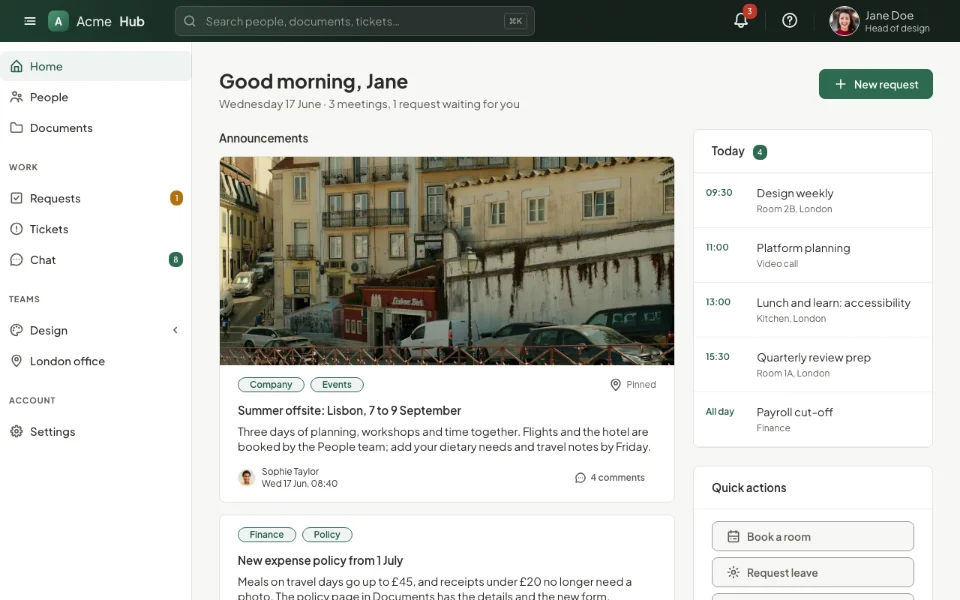 A
Acme Hub
Search people, documents, tickets...
⌘K
3
Jane Doe
Head of design
Home
People
Documents
WORK
Requests
1
Tickets
Chat
8
TEAMS
Design
London office
ACCOUNT
Settings
Good morning, Jane
Wednesday 17 June · 3 meetings, 1 request waiting for you
New request
Announcements
Company
Events
Pinned
Summer offsite: Lisbon, 7 to 9 September
Three days of planning, workshops and time together. Flights and the hotel are
booked by the People team; add your dietary needs and travel notes by Friday.
Sophie Taylor
Wed 17 Jun, 08:40
4 comments
Finance
Policy
New expense policy from 1 July
Meals on travel days go up to £45, and receipts under £20 no longer need a
photo. The policy page in Documents has the details and the new form.
Today
4
09:30
Design weekly
Room 2B, London
11:00
Platform planning
Video call
13:00
Lunch and learn: accessibility
Kitchen, London
15:30
Quarterly review prep
Room 1A, London
All day
Payroll cut-off
Finance
Quick actions
Book a room
Request leave